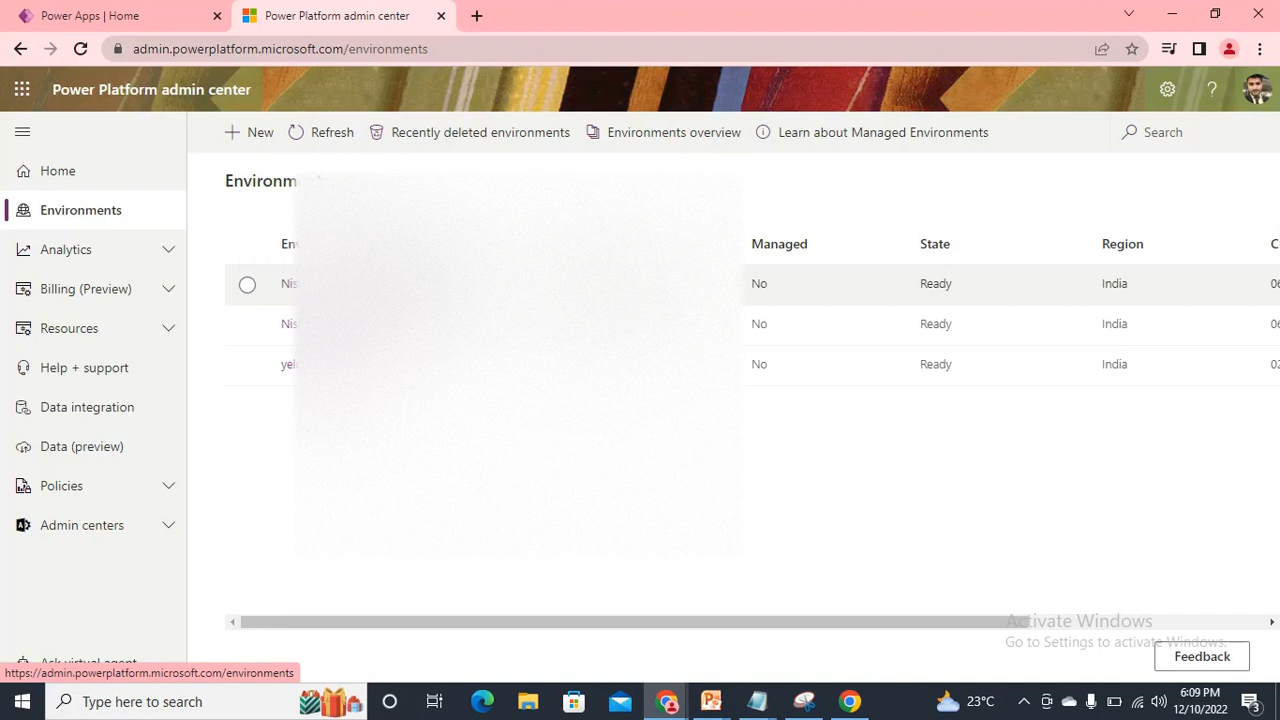 Power Apps | Home
Power Platform admin center
admin.powerplatform.microsoft.com/environments
Power Platform admin center
New
Refresh
Recently deleted environments
Environments overview
Learn about Managed Environments
Search
Home
Environments
Analytics
Billing (Preview)
Resources
Help + support
Data integration
Data (preview)
Policies
Admin centers
Managed
State
Region
No
Ready
India
No
Ready
India
No
Ready
India
Activate Windows
Go to Settings to activate Windows.
Feedback
https://admin.powerplatform.microsoft.com/environments
Type here to search
23°C
6:09 PM
12/10/2022
3